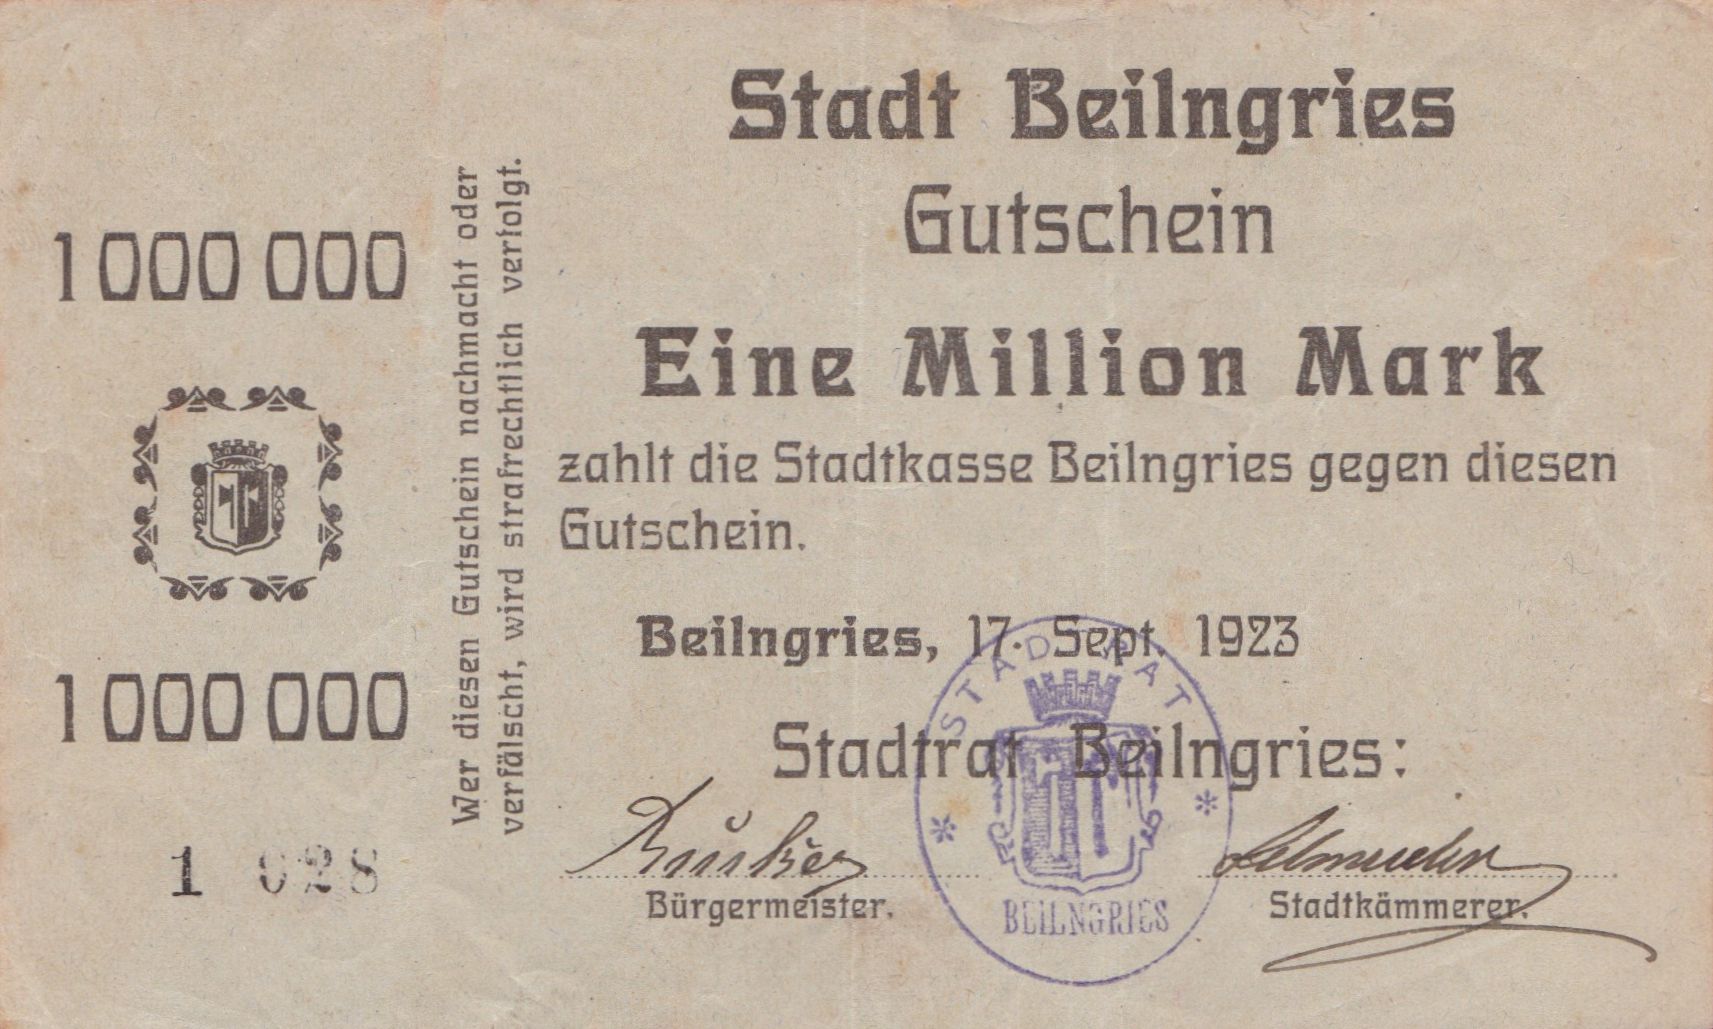 Stadt Beilngries
Gutschein
1 000 000
Eine Million Mark
zahlt die Stadtkasse Beilngries gegen diesen
Gutschein.
Wer diesen Gutschein nachmacht oder
verfälscht, wird strafrechtlich verfolgt.
Beilngries, 17. Sept. 1923
1 000 000
Stadtrat Beilngries:
STADTRAT
BEILNGRIES
1 028
Bürgermeister.
Stadtkämmerer.